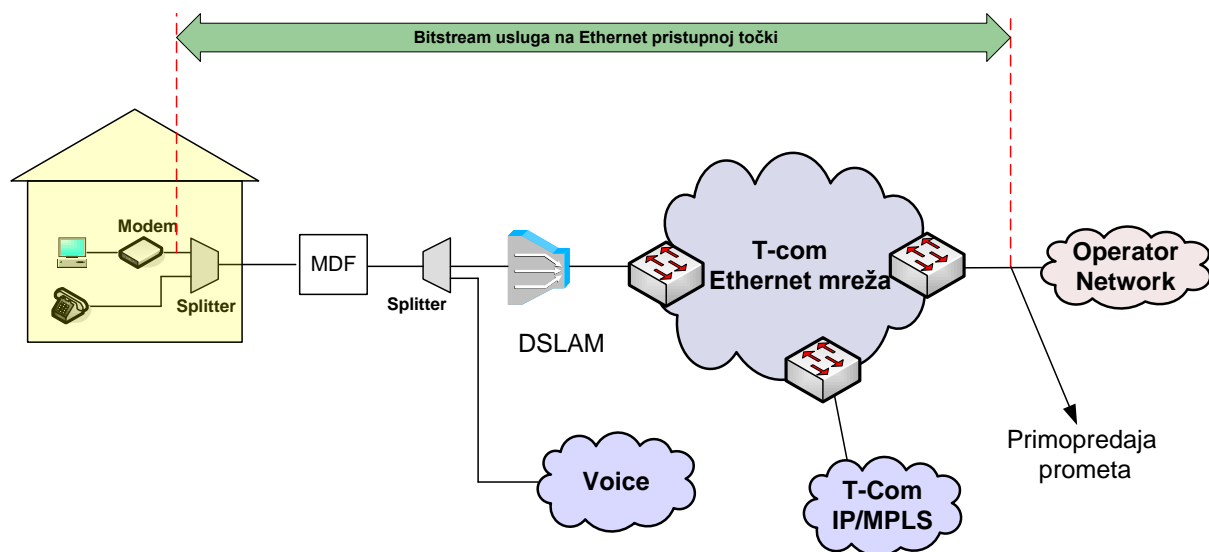 Bitstream usluga na Ethernet pristupnoj točki
Modem
Splitter
MDF
Splitter
DSLAM
T-com
Ethernet mreža
Operator
Network
Primopredaja
prometa
Voice
T-Com
IP/MPLS